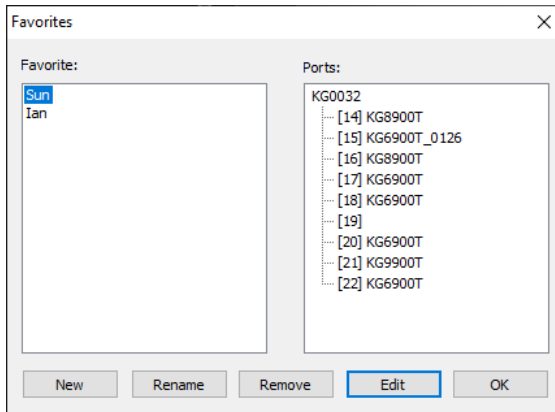 Favorites
Favorite:
Sun
Ian
Ports:
KG0032
[14] KG8900T
[15] KG6900T_0126
[16] KG8900T
[17] KG6900T
[18] KG6900T
[19]
[20] KG6900T
[21] KG9900T
[22] KG6900T
New Rename Remove Edit OK